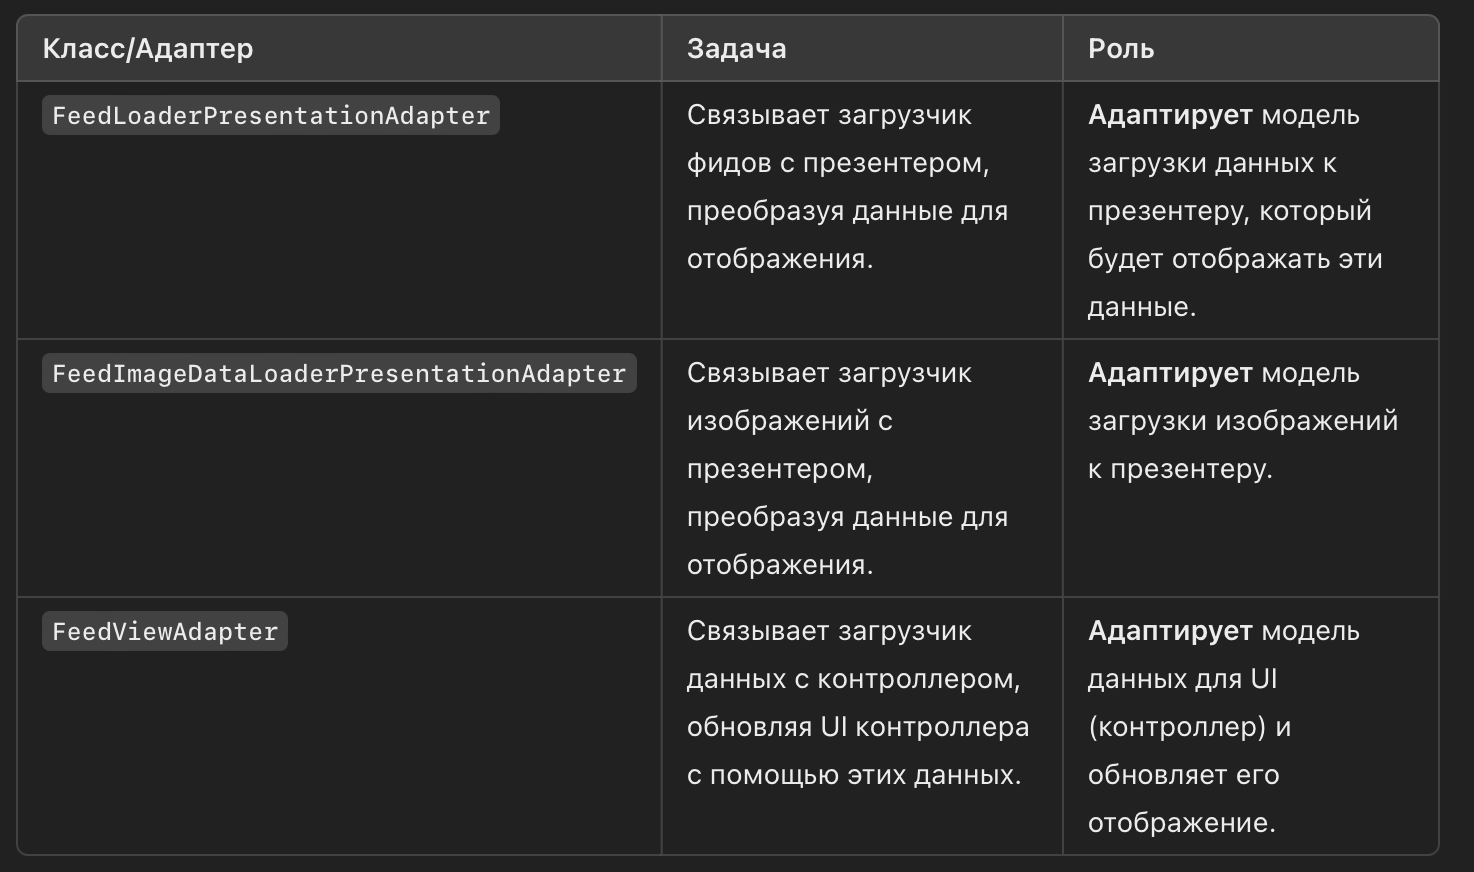 Класс/Адаптер
Задача
Роль
FeedLoaderPresentationAdapter
Связывает загрузчик
фидов с презентером,
преобразуя данные для
отображения.
Адаптирует модель
загрузки данных к
презентеру, который
будет отображать эти
данные.
FeedImageDataLoaderPresentationAdapter
Связывает загрузчик
изображений с
презентером,
преобразуя данные для
отображения.
Адаптирует модель
загрузки изображений
к презентеру.
FeedViewAdapter
Связывает загрузчик
данных с контроллером,
обновляя UI контроллера
с помощью этих данных.
Адаптирует модель
данных для UI
(контроллер) и
обновляет его
отображение.